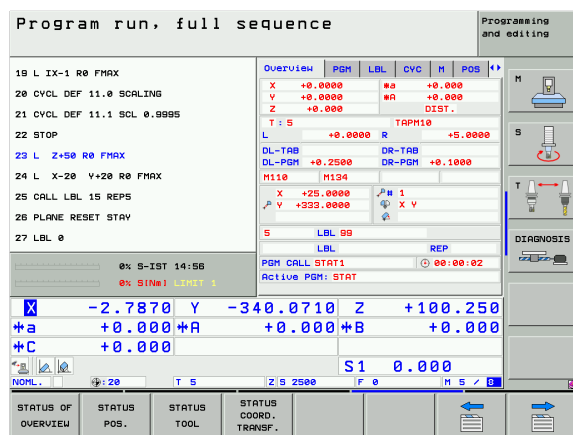 Program run, full sequence
Programming and editing
19 L IX-1 R0 FMAX
20 CYCL DEF 11.0 SCALING
21 CYCL DEF 11.1 SCL 0.9995
22 STOP
23 L Z+50 R0 FMAX
24 L X-20 Y+20 R0 FMAX
25 CALL LBL 15 REP5
26 PLANE RESET STAY
27 LBL 0
0% S-IST 14:56
0% S[Nm] LIMIT 1
Overview PGM LBL CYC M POS
X +0.0000 *a +0.000
Y +0.0000 *A +0.000
Z +0.000 DIST.
T : 5 TAPM10
L +0.0000 R +5.0000
DL-TAB DR-TAB
DL-PGM +0.2500 DR-PGM +0.1000
M110 M134
X +25.0000 # 1
Y +333.0000 X Y
5 LBL 99
LBL REP
PGM CALL STAT1 00:00:02
Active PGM: STAT
X -2.7870 Y -340.0710 Z +100.250
*a +0.000 *A +0.000 *B +0.000
*C +0.000
S1 0.000
NOML. :20 T 5 Z S 2500 F 0 M 5 / 8
M
S
T
DIAGNOSIS
STATUS OF OVERVIEW
STATUS POS.
STATUS TOOL
STATUS COORD. TRANSF.